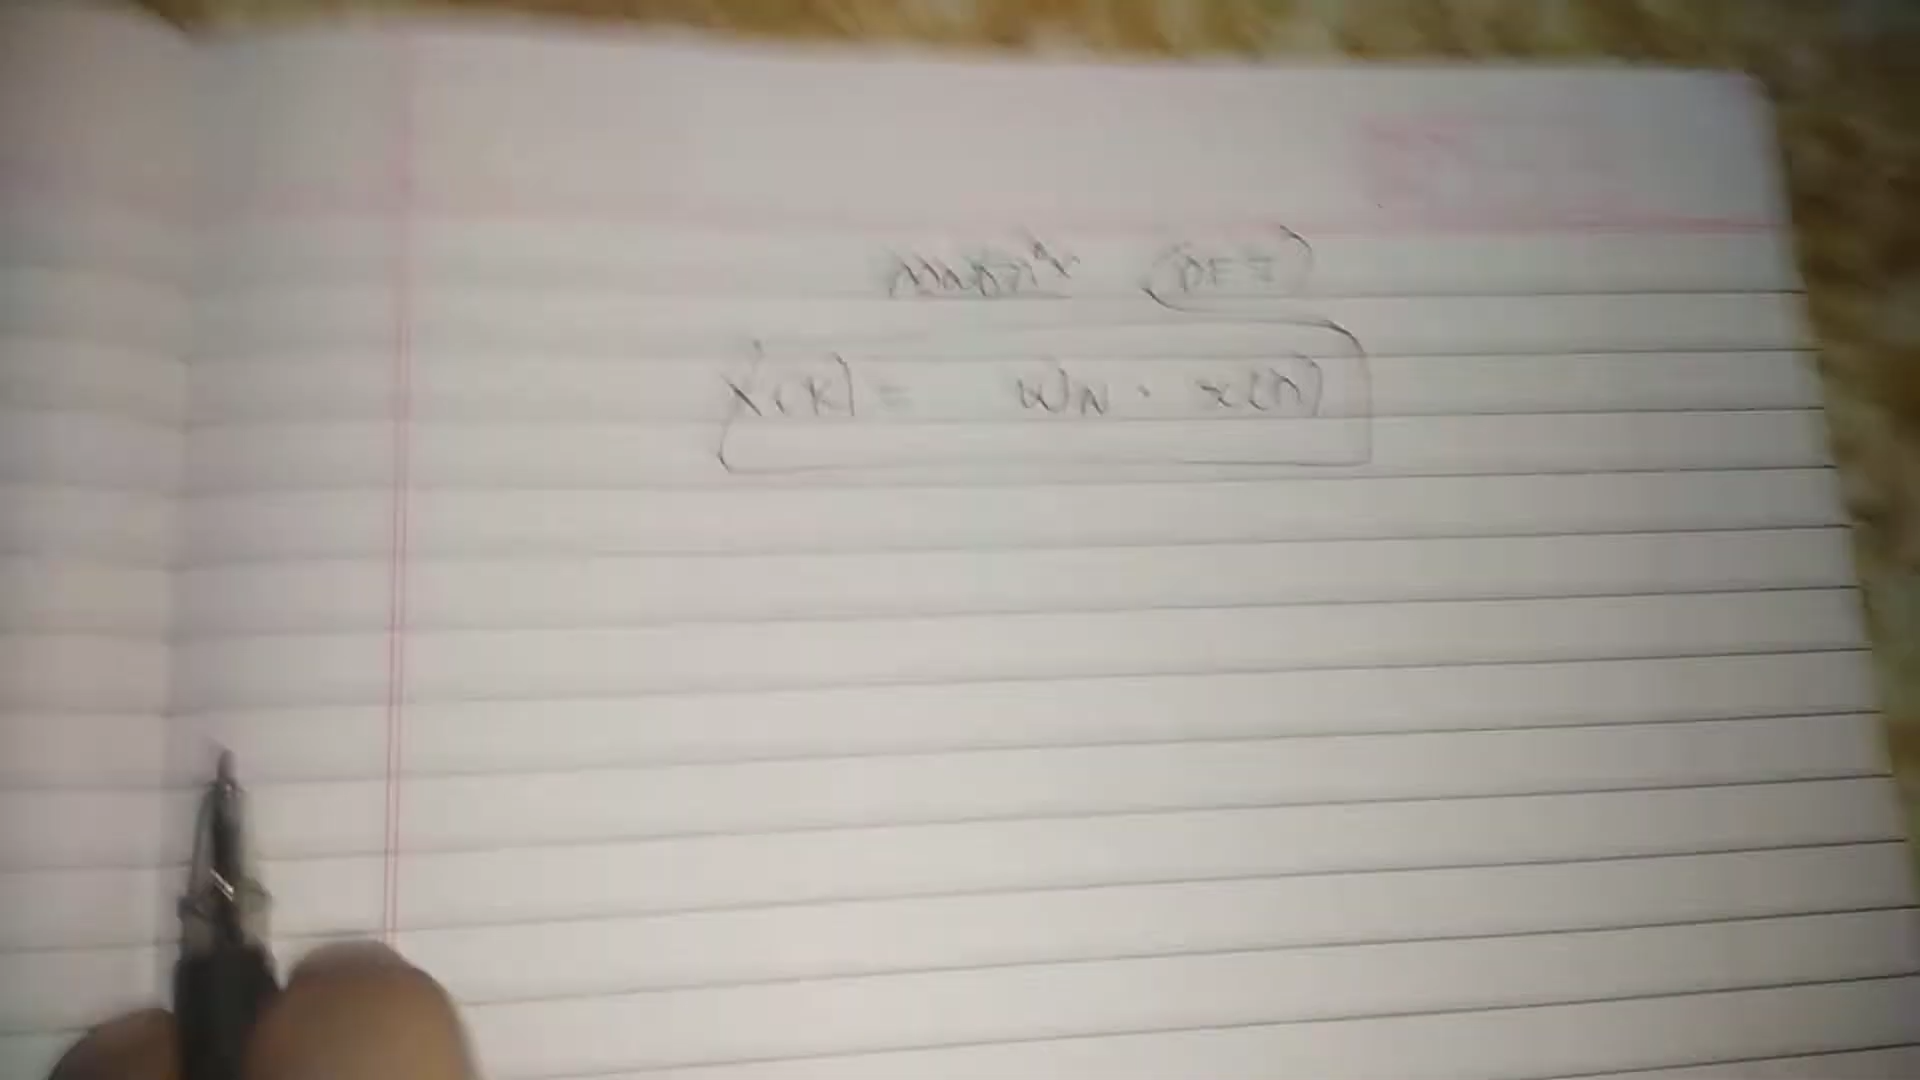 Matrix (DFT)
X(K) = WN . x(n)